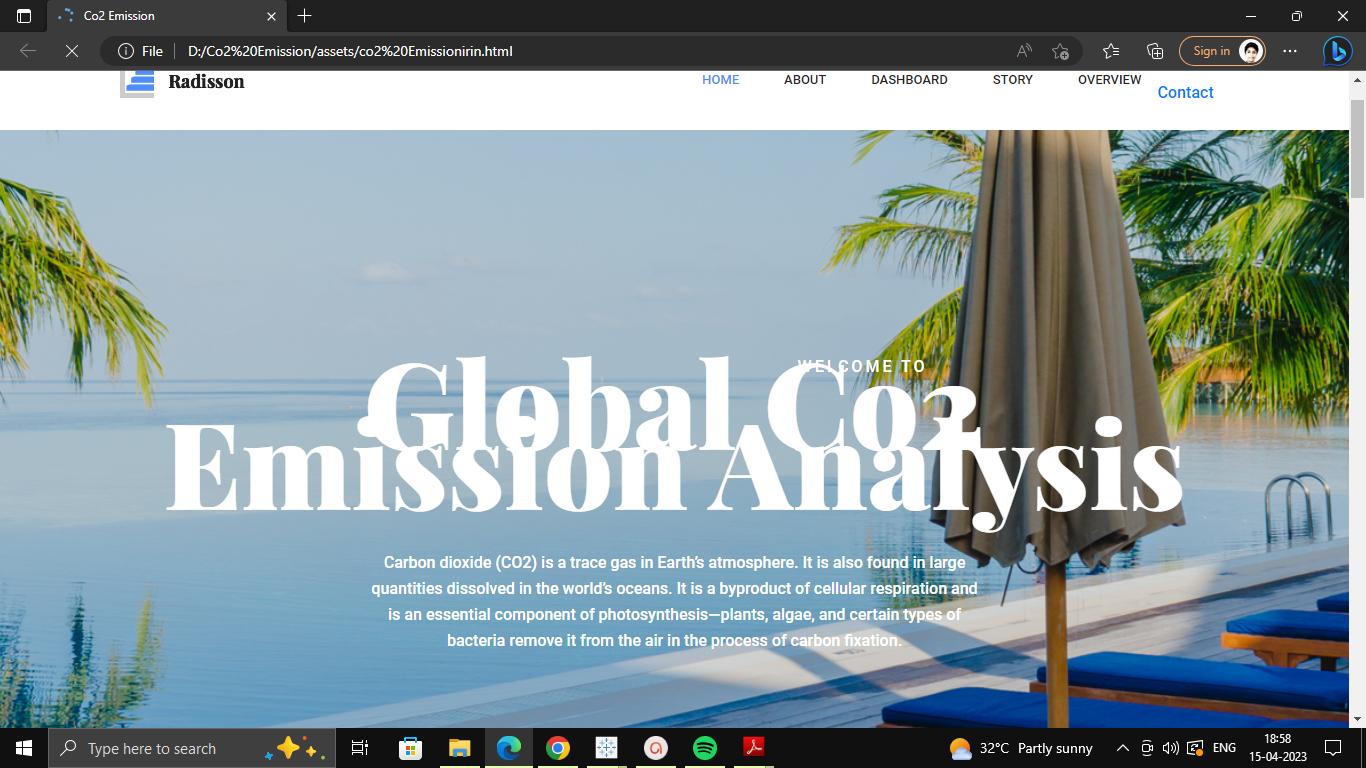 Co2 Emission
File
D:/Co2%20Emission/assets/co2%20Emissionirin.html
Sign in
Radisson
HOME
ABOUT
DASHBOARD
STORY
OVERVIEW
Contact
WELCOME TO
Global Co2
Emission Analysis
Carbon dioxide (CO2) is a trace gas in Earth’s atmosphere. It is also found in large
quantities dissolved in the world’s oceans. It is a byproduct of cellular respiration and
is an essential component of photosynthesis—plants, algae, and certain types of
bacteria remove it from the air in the process of carbon fixation.
Type here to search
32°C Partly sunny
ENG
18:58
15-04-2023